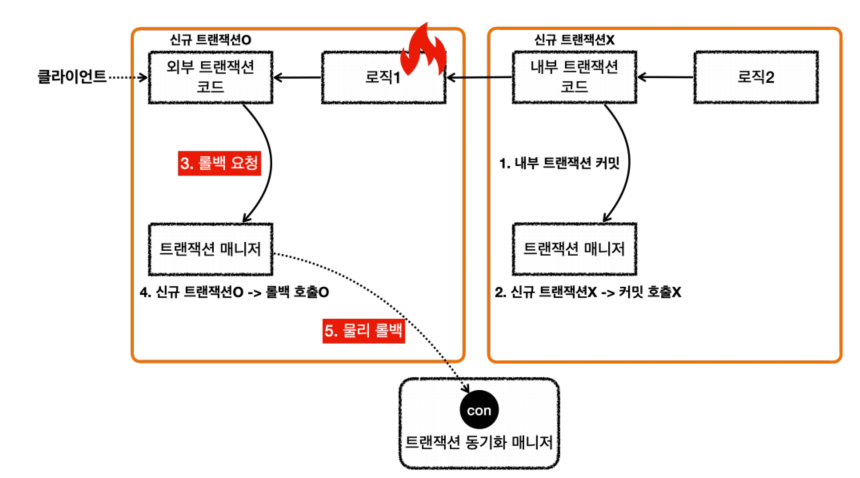 신규 트랜잭션O
신규 트랜잭션X
클라이언트
외부 트랜잭션
코드
로직1
내부 트랜잭션
코드
로직2
3. 롤백 요청
1. 내부 트랜잭션 커밋
트랜잭션 매니저
트랜잭션 매니저
4. 신규 트랜잭션O -> 롤백 호출O
2. 신규 트랜잭션X -> 커밋 호출X
5. 물리 롤백
con
트랜잭션 동기화 매니저